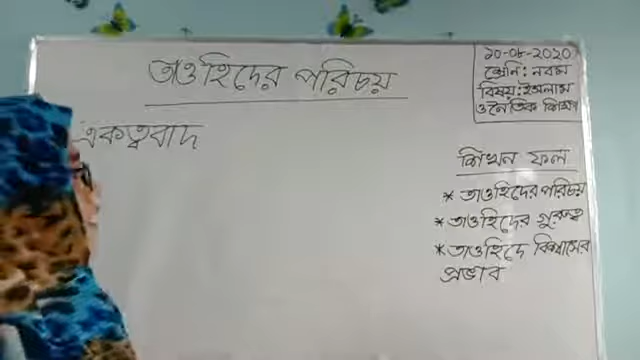 তাওহিদের পরিচয়
১০-০৮-২০২০
শ্রেনি: নবম
বিষয়: ইসলাম
ও নৈতিক শিক্ষা
একত্ববাদ
শিখন ফল
* তাওহিদের পরিচয়
* তাওহিদের গুরুত্ব
* তাওহিদে বিশ্বাসের
প্রভাব